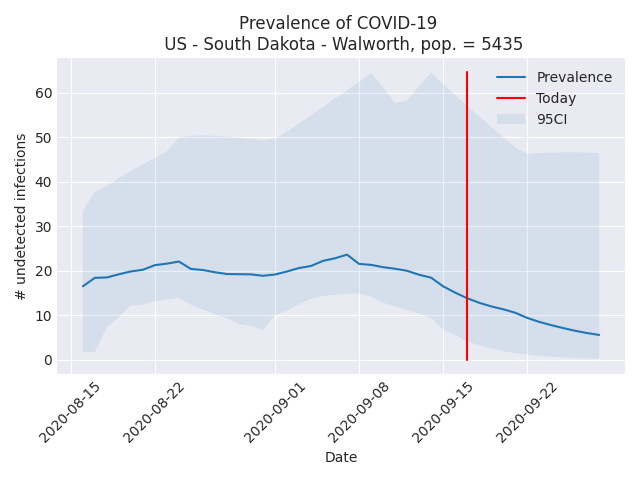 Prevalence of COVID-19
US - South Dakota - Walworth, pop. = 5435
Prevalence
Today
95CI
# undetected infections
60
50
40
30
20
10
0
2020-08-15
2020-08-22
2020-09-01
2020-09-08
2020-09-15
2020-09-22
Date